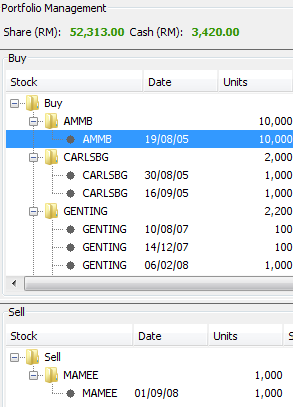 Portfolio Management
Share (RM): 52,313.00 Cash (RM): 3,420.00
Buy
Stock Date Units
Buy
AMMB 10,000
AMMB 19/08/05 10,000
CARLSBG 2,000
CARLSBG 30/08/05 1,000
CARLSBG 16/09/05 1,000
GENTING 2,200
GENTING 10/08/07 100
GENTING 14/12/07 100
GENTING 06/02/08 1,000
Sell
Stock Date Units S
Sell
MAMEE 1,000
MAMEE 01/09/08 1,000